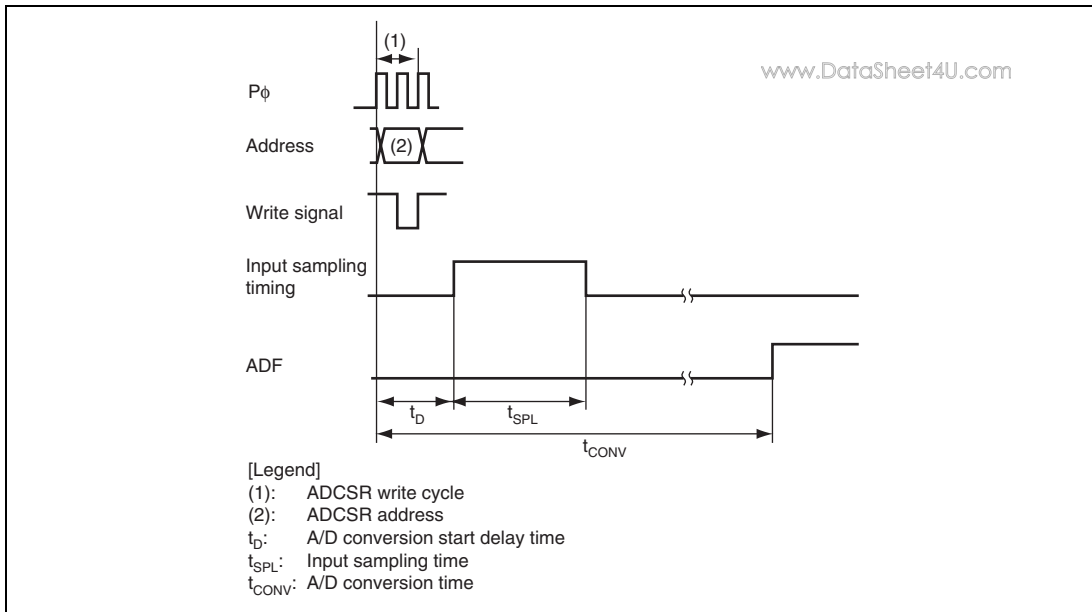 (1)
www.DataSheet4U.com
Pϕ
Address
(2)
Write signal
Input sampling
timing
ADF
tD
tSPL
tCONV
[Legend]
(1): ADCSR write cycle
(2): ADCSR address
tD: A/D conversion start delay time
tSPL: Input sampling time
tCONV: A/D conversion time